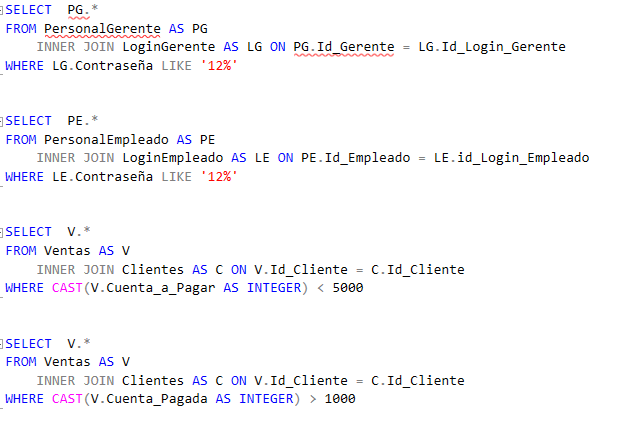 SELECT  PG.*
FROM PersonalGerente AS PG
    INNER JOIN LoginGerente AS LG ON PG.Id_Gerente = LG.Id_Login_Gerente
WHERE LG.Contraseña LIKE '12%'
SELECT  PE.*
FROM PersonalEmpleado AS PE
    INNER JOIN LoginEmpleado AS LE ON PE.Id_Empleado = LE.id_Login_Empleado
WHERE LE.Contraseña LIKE '12%'
SELECT  V.*
FROM Ventas AS V
    INNER JOIN Clientes AS C ON V.Id_Cliente = C.Id_Cliente
WHERE CAST(V.Cuenta_a_Pagar AS INTEGER) < 5000
SELECT  V.*
FROM Ventas AS V
    INNER JOIN Clientes AS C ON V.Id_Cliente = C.Id_Cliente
WHERE CAST(V.Cuenta_Pagada AS INTEGER) > 1000